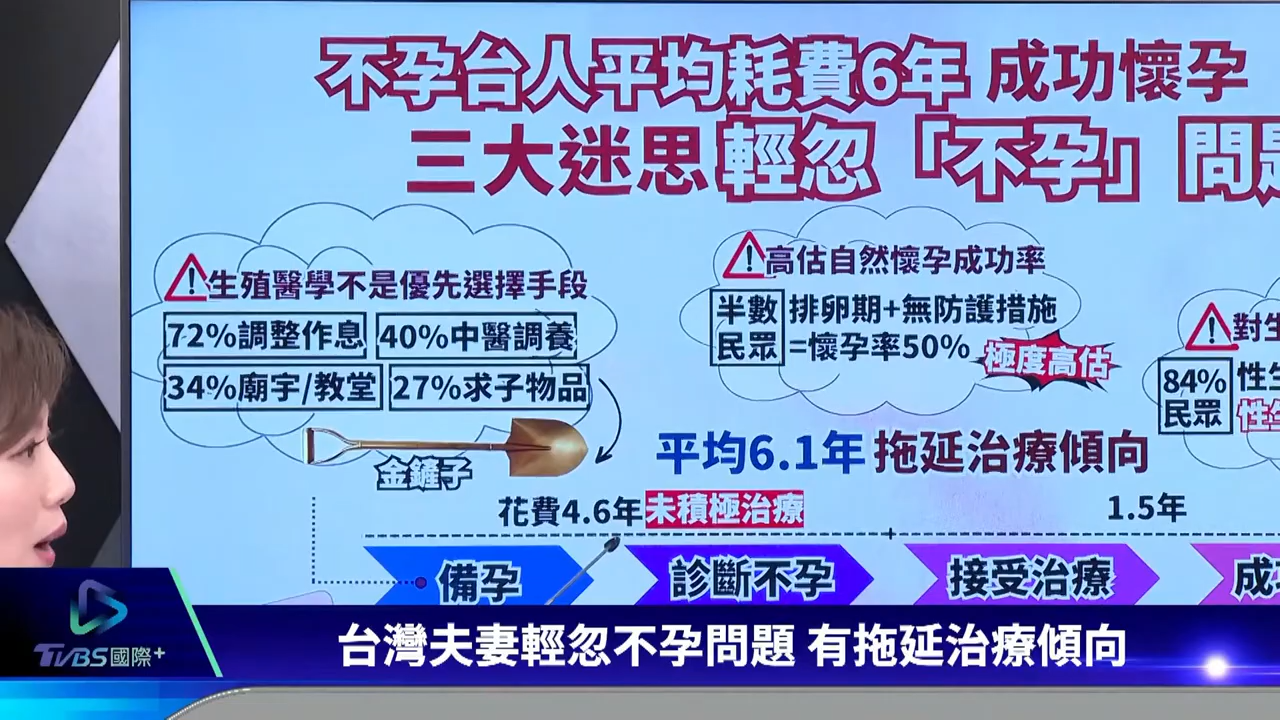 不孕台人平均耗費6年 成功懷孕
三大迷思 輕忽「不孕」問題
生殖醫學不是優先選擇手段
72%調整作息 40%中醫調養
34%廟宇/教堂 27%求子物品
金鏟子
高估自然懷孕成功率
半數民眾
排卵期+無防護措施
=懷孕率50%
極度高估
對生
84%民眾
性生
性生
平均6.1年 拖延治療傾向
花費4.6年未積極治療
1.5年
備孕
診斷不孕
接受治療
成
台灣夫妻輕忽不孕問題 有拖延治療傾向
TVBS國際+